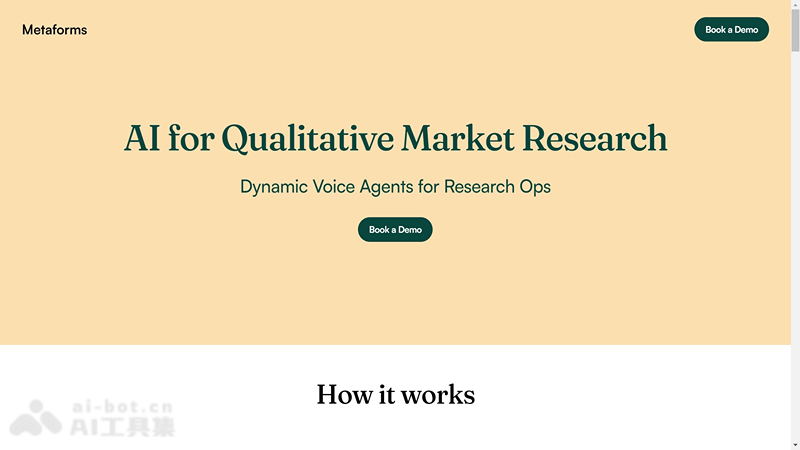 Metaforms
Book a Demo
AI for Qualitative Market Research
Dynamic Voice Agents for Research Ops
Book a Demo
How it works
ai-bot.cn
AI工具集